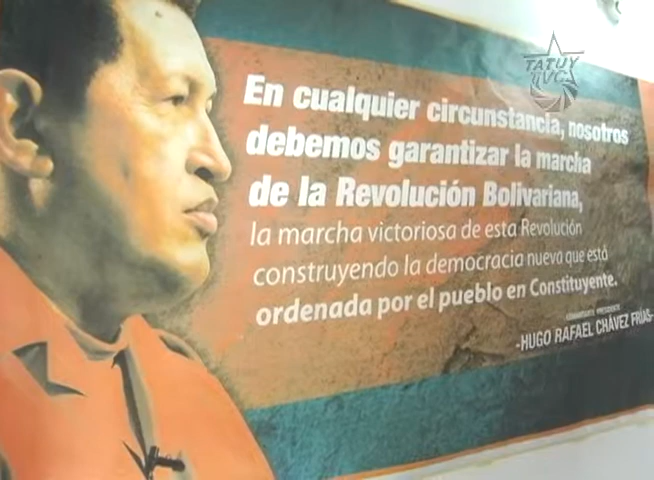 TATUY
TVC
En cualquier circunstancia, nosotros
debemos garantizar la marcha
de la Revolución Bolivariana,
la marcha victoriosa de esta Revolución
construyendo la democracia nueva que está
ordenada por el pueblo en Constituyente.
COMANDANTE PRESIDENTE
-HUGO RAFAEL CHÁVEZ FRÍAS-